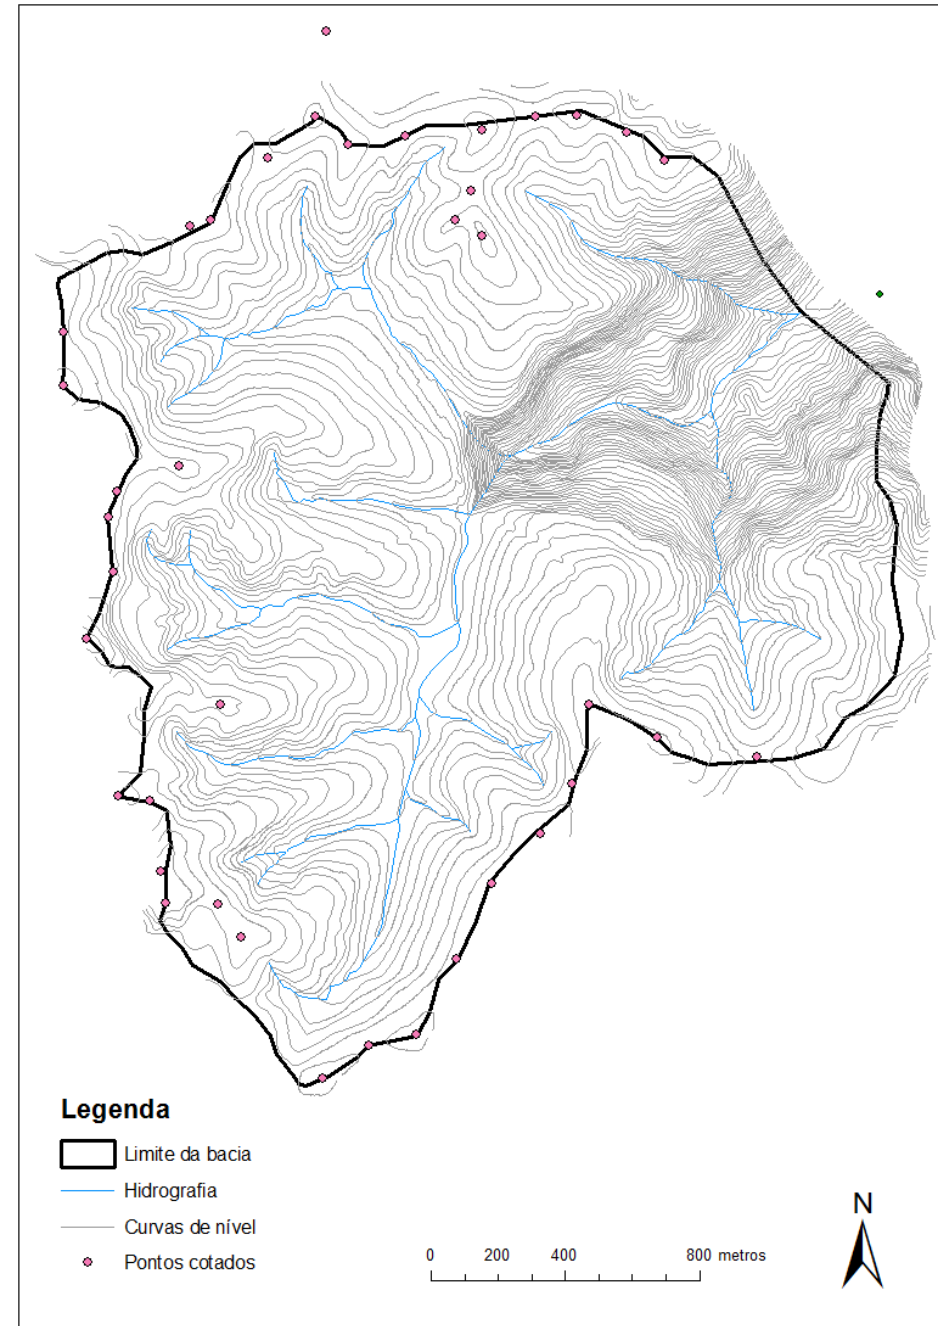 Legenda
Limite da bacia
Hidrografia
Curvas de nível
Pontos cotados
0 200 400 800 metros
N